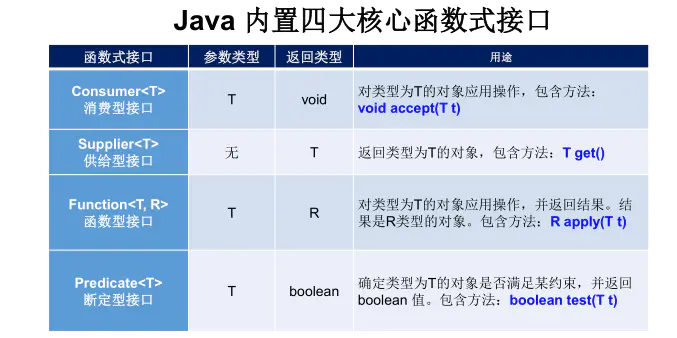 Java 内置四大核心函数式接口
函数式接口 参数类型 返回类型 用途
Consumer<T>
消费型接口
T
void
对类型为T的对象应用操作，包含方法：
void accept(T t)
Supplier<T>
供给型接口
无
T
返回类型为T的对象，包含方法：T get()
Function<T, R>
函数型接口
T
R
对类型为T的对象应用操作，并返回结果。结
果是R类型的对象。包含方法：R apply(T t)
Predicate<T>
断定型接口
T
boolean
确定类型为T的对象是否满足某约束，并返回
boolean 值。包含方法：boolean test(T t)